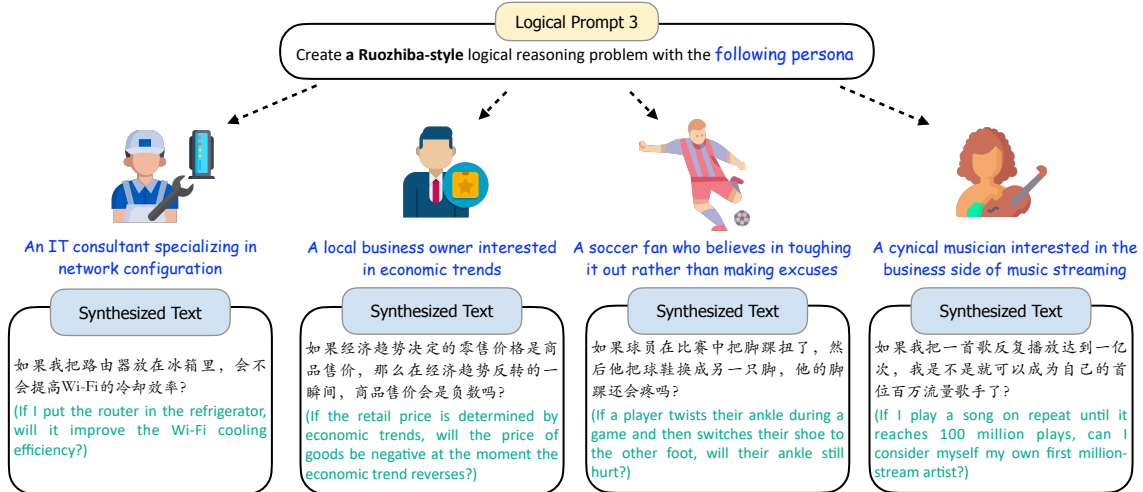 Logical Prompt 3
Create a Ruozhiba-style logical reasoning problem with the following persona
An IT consultant specializing in
network configuration
Synthesized Text
如果我把路由器放在冰箱里，会不
会提高Wi-Fi的冷却效率？
(If I put the router in the refrigerator,
will it improve the Wi-Fi cooling
efficiency?)
A local business owner interested
in economic trends
Synthesized Text
如果经济趋势决定的零售价格是商
品售价，那么在经济趋势反转的一
瞬间，商品售价会是负数吗？
(If the retail price is determined by
economic trends, will the price of
goods be negative at the moment the
economic trend reverses?)
A soccer fan who believes in toughing
it out rather than making excuses
Synthesized Text
如果球员在比赛中把脚踝扭了，然
后他把球鞋换成另一只脚，他的脚
踝还会疼吗？
(If a player twists their ankle during a
game and then switches their shoe to
the other foot, will their ankle still
hurt?)
A cynical musician interested in the
business side of music streaming
Synthesized Text
如果我把一首歌反复播放达到一亿
次，我是不是就可以成为自己的首
位百万流量歌手了？
(If I play a song on repeat until it
reaches 100 million plays, can I
consider myself my own first million-
stream artist?)